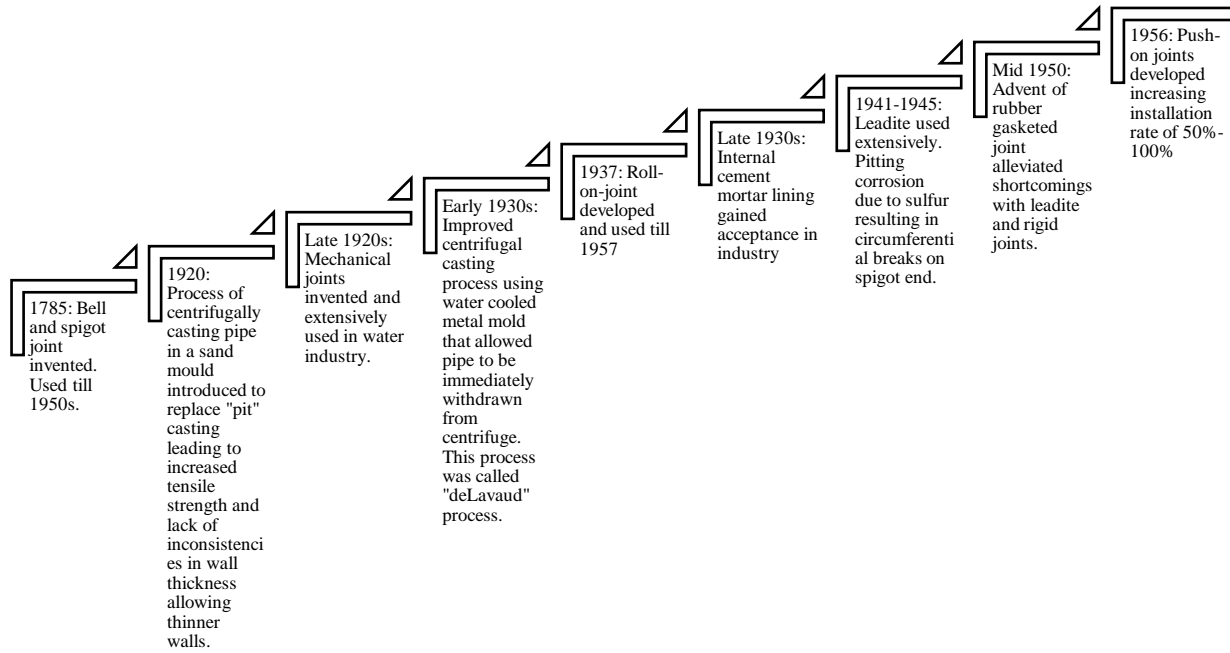 1785: Bell
and spigot
joint
invented.
Used till
1950s.
1920:
Process of
centrifugally
casting pipe
in a sand
mould
introduced to
replace "pit"
casting
leading to
increased
tensile
strength and
lack of
inconsistenci
es in wall
thickness
allowing
thinner
walls.
Late 1920s:
Mechanical
joints
invented and
extensively
used in water
industry.
Early 1930s:
Improved
centrifugal
casting
process using
water cooled
metal mold
that allowed
pipe to be
immediately
withdrawn
from
centrifuge.
This process
was called
"deLavaud"
process.
1937: Roll-
on-joint
developed
and used till
1957
Late 1930s:
Internal
cement
mortar lining
gained
acceptance in
industry
1941-1945:
Leadite used
extensively.
Pitting
corrosion
due to sulfur
resulting in
circumferenti
al breaks on
spigot end.
Mid 1950:
Advent of
rubber
gasketed
joint
alleviated
shortcomings
with leadite
and rigid
joints.
1956: Push-
on joints
developed
increasing
installation
rate of 50%-
100%